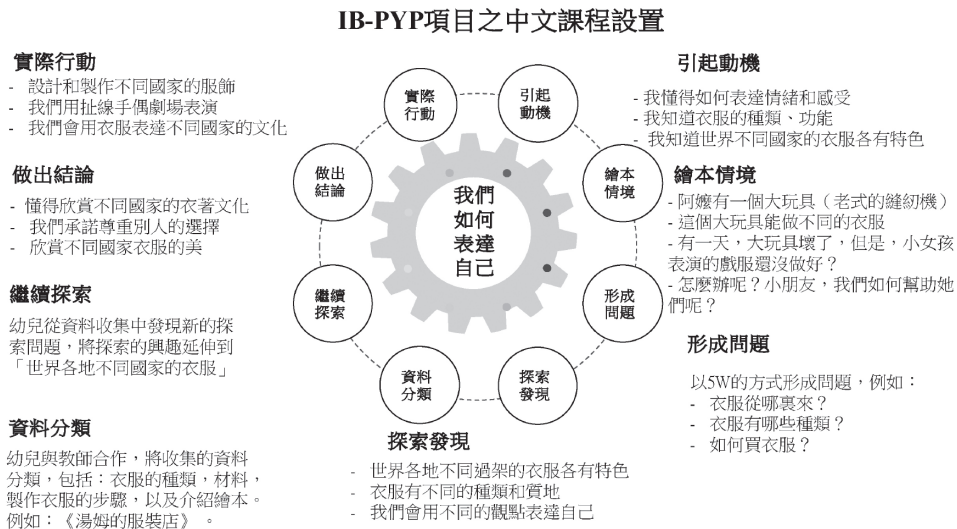 IB-PYP項目之中文課程設置
引起動機
- 我懂得如何表達情緒和感受
- 我知道衣服的種類、功能
- 我知道世界不同國家的衣服各有特色
繪本情境
- 阿嬤有一個大玩具（老式的縫紉機）
- 這個大玩具能做不同的衣服
- 有一天，大玩具壞了，但是，小女孩
表演的戲服還沒做好？
- 怎麼辦呢？小朋友，我們如何幫助她
們呢？
形成問題
以5W的方式形成問題，例如：
- 衣服從哪裏來？
- 衣服有哪些種類？
- 如何買衣服？
探索發現
- 世界各地不同過架的衣服各有特色
- 衣服有不同的種類和質地
- 我們會用不同的觀點表達自己
資料分類
幼兒與教師合作，將收集的資料
分類，包括：衣服的種類，材料，
製作衣服的步驟，以及介紹繪本。
例如：《湯姆的服裝店》。
繼續探索
幼兒從資料收集中發現新的探
索問題，將探索的興趣延伸到
「世界各地不同國家的衣服」
做出結論
- 懂得欣賞不同國家的衣著文化
- 我們承諾尊重別人的選擇
- 欣賞不同國家衣服的美
實際行動
- 設計和製作不同國家的服飾
- 我們用扯線手偶劇場表演
- 我們會用衣服表達不同國家的文化
引起
動機
繪本
情境
形成
問題
探索
發現
資料
分類
繼續
探索
做出
結論
實際
行動
我們
如何
表達
自己